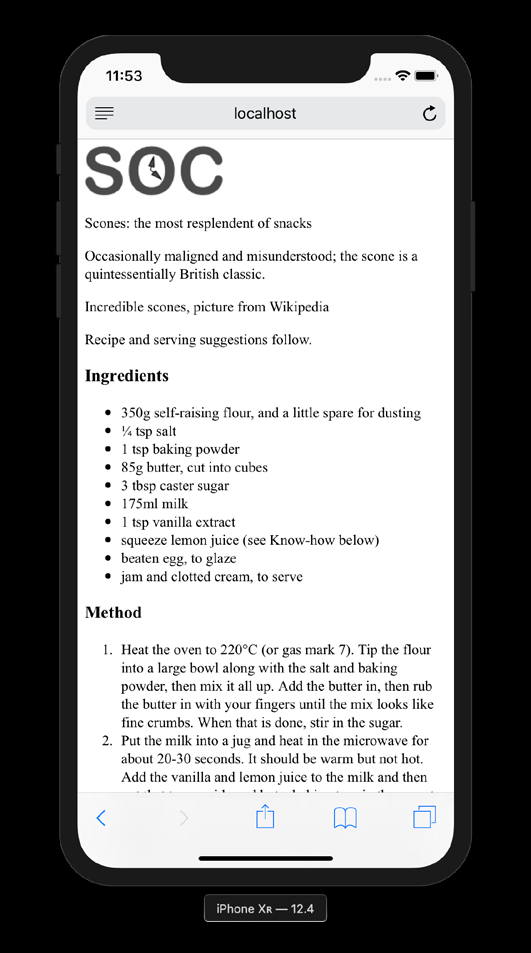 11:53
localhost
SOC
Scones: the most resplendent of snacks
Occasionally maligned and misunderstood; the scone is a
quintessentially British classic.
Incredible scones, picture from Wikipedia
Recipe and serving suggestions follow.
Ingredients
• 350g self-raising flour, and a little spare for dusting
• ¼ tsp salt
• 1 tsp baking powder
• 85g butter, cut into cubes
• 3 tbsp caster sugar
• 175ml milk
• 1 tsp vanilla extract
• squeeze lemon juice (see Know-how below)
• beaten egg, to glaze
• jam and clotted cream, to serve
Method
1. Heat the oven to 220°C (or gas mark 7). Tip the flour
into a large bowl along with the salt and baking
powder, then mix it all up. Add the butter in, then rub
the butter in with your fingers until the mix looks like
fine crumbs. When that is done, stir in the sugar.
2. Put the milk into a jug and heat in the microwave for
about 20-30 seconds. It should be warm but not hot.
Add the vanilla and lemon juice to the milk and then
iPhone Xʀ — 12.4